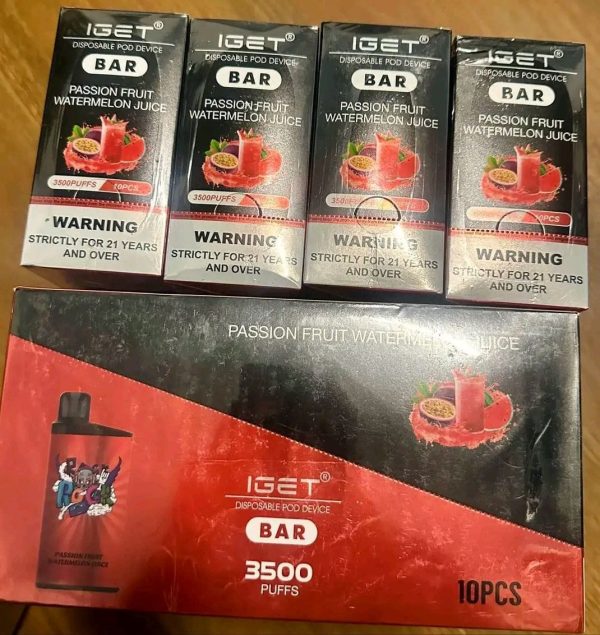 IGET®
DISPOSABLE POD DEVICE
BAR
PASSION FRUIT
WATERMELON JUICE
3500PUFFS 10PCS
WARNING
STRICTLY FOR 21 YEARS
AND OVER
IGET®
DISPOSABLE POD DEVICE
BAR
PASSION FRUIT
WATERMELON JUICE
3500PUFFS
WARNING
STRICTLY FOR 21 YEARS
AND OVER
IGET®
DISPOSABLE POD DEVICE
BAR
PASSION FRUIT
WATERMELON JUICE
WARNING
STRICTLY FOR 21 YEARS
AND OVER
IGET®
DISPOSABLE POD DEVICE
BAR
PASSION FRUIT
WATERMELON JUICE
10PCS
WARNING
STRICTLY FOR 21 YEARS
AND OVER
PASSION FRUIT WATERMELON JUICE
IGET®
DISPOSABLE POD DEVICE
BAR
3500
PUFFS
10PCS
ROCK
PASSION FRUIT